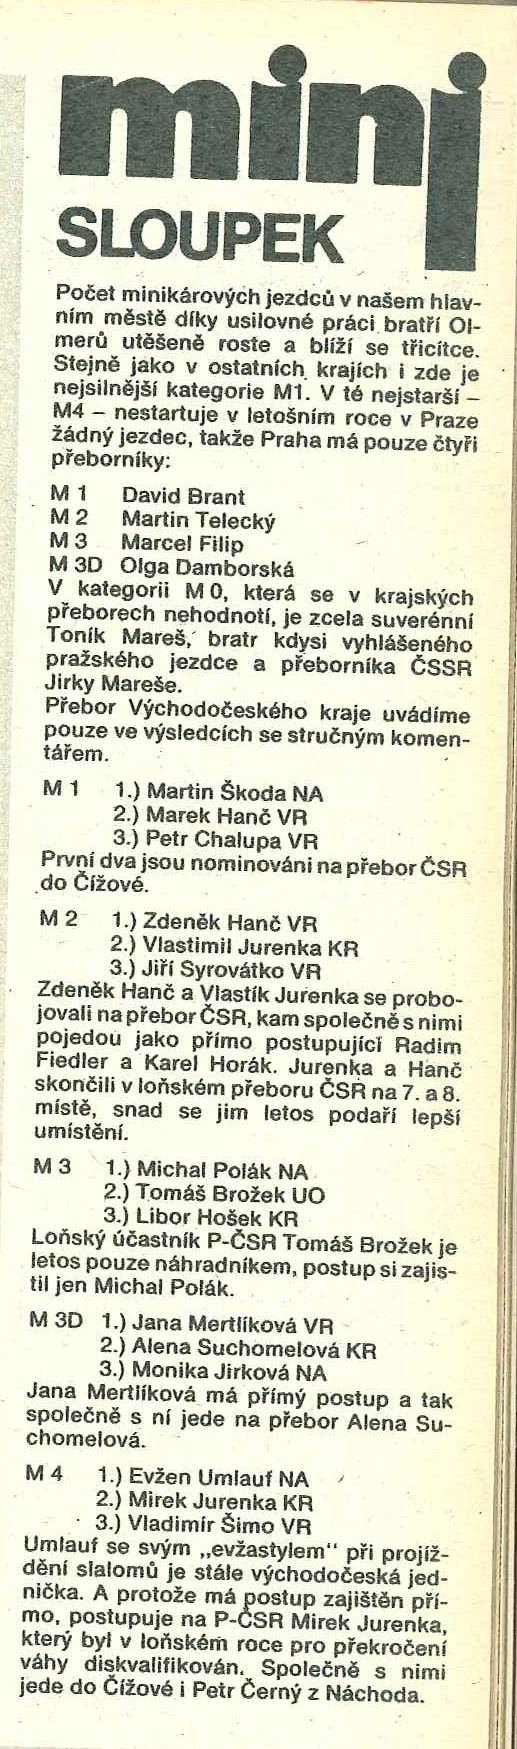 mini
SLOUPEK
Počet minikárových jezdců v našem hlav-
ním městě díky usilovné práci bratří Ol-
merů utěšeně roste a blíží se třicítce.
Stejně jako v ostatních krajích i zde je
nejsilnější kategorie M1. V té nejstarší –
M4 – nestartuje v letošním roce v Praze
žádný jezdec, takže Praha má pouze čtyři
přeborníky:
M 1 David Brant
M 2 Martin Telecký
M 3 Marcel Filip
M 3D Olga Damborská
V kategorii M 0, která se v krajských
přeborech nehodnotí, je zcela suverénní
Toník Mareš, bratr kdysi vyhlášeného
pražského jezdce a přeborníka ČSSR
Jirky Mareše.
Přebor Východočeského kraje uvádíme
pouze ve výsledcích se stručným komen-
tářem.
M 1 1.) Martin Škoda NA
2.) Marek Hanč VR
3.) Petr Chalupa VR
První dva jsou nominováni na přebor ČSR
do Čížové.
M 2 1.) Zdeněk Hanč VR
2.) Vlastimil Jurenka KR
3.) Jiří Syrovátko VR
Zdeněk Hanč a Vlastík Jurenka se probo-
jovali na přebor ČSR, kam společně s nimi
pojedou jako přímo postupující Radim
Fiedler a Karel Horák. Jurenka a Hanč
skončili v loňském přeboru ČSR na 7. a 8.
místě, snad se jim letos podaří lepší
umístění.
M 3 1.) Michal Polák NA
2.) Tomáš Brožek UO
3.) Libor Hošek KR
Loňský účastník P-ČSR Tomáš Brožek je
letos pouze náhradníkem, postup si zajis-
til jen Michal Polák.
M 3D 1.) Jana Mertlíková VR
2.) Alena Suchomelová KR
3.) Monika Jirková NA
Jana Mertlíková má přímý postup a tak
společně s ní jede na přebor Alena Su-
chomelová.
M 4 1.) Evžen Umlauf NA
2.) Mirek Jurenka KR
3.) Vladimír Šimo VR
Umlauf se svým „evžastylem“ při projíž-
dění slalomů je stále východočeská jed-
nička. A protože má postup zajištěn pří-
mo, postupuje na P-ČSR Mirek Jurenka,
který byl v loňském roce pro překročení
váhy diskvalifikován. Společně s nimi
jede do Čížové i Petr Černý z Náchoda.